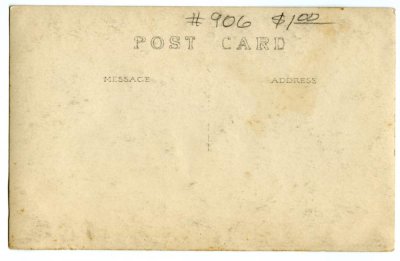 # 906 $1.00
POST CARD
MESSAGE ADDRESS